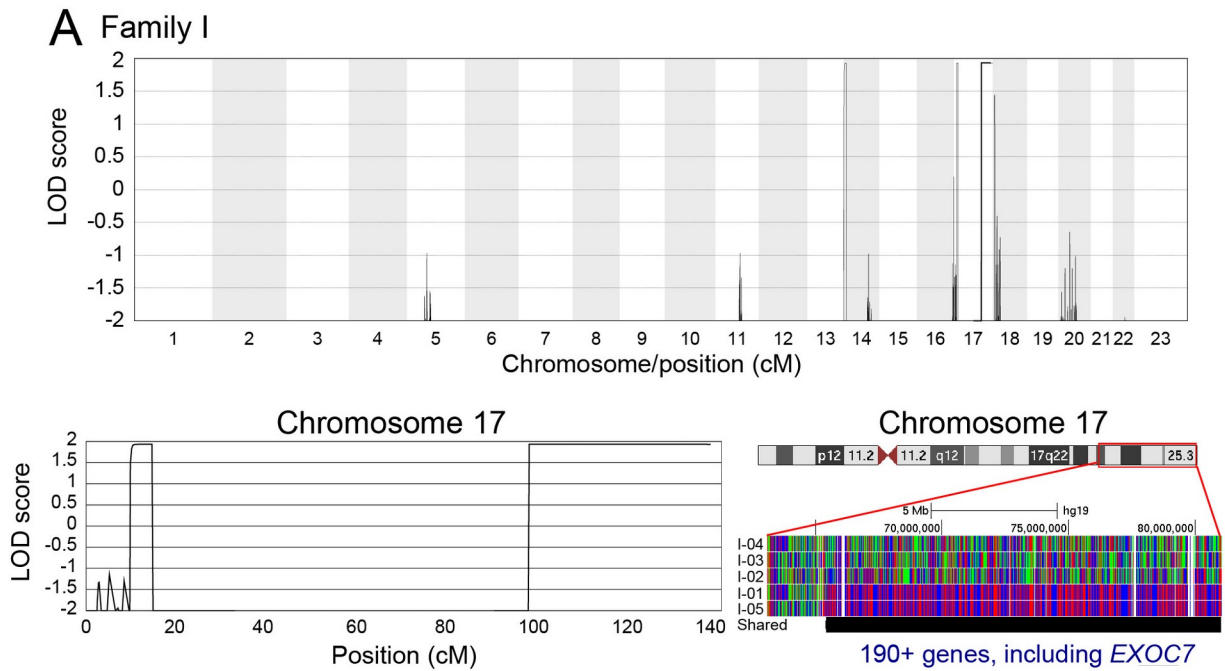 A Family I
2
1.5
1
0.5
0
-0.5
-1
-1.5
-2
LOD score
1 2 3 4 5 6 7 8 9 10 11 12 13 14 15 16 17 18 19 20 21 22 23
Chromosome/position (cM)
Chromosome 17
2
1.5
1
0.5
0
-0.5
-1
-1.5
-2
LOD score
0 20 40 60 80 100 120 140
Position (cM)
Chromosome 17
p12 11.2 11.2 q12 17q22 25.3
5 Mb hg19
70,000,000 75,000,000 80,000,000
I-04
I-03
I-02
I-01
I-05
Shared
190+ genes, including EXOC7